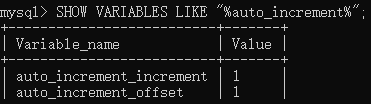 mysql> SHOW VARIABLES LIKE "%auto_increment%";
+--------------------------+-------+
| Variable_name            | Value |
+--------------------------+-------+
| auto_increment_increment | 1     |
| auto_increment_offset    | 1     |